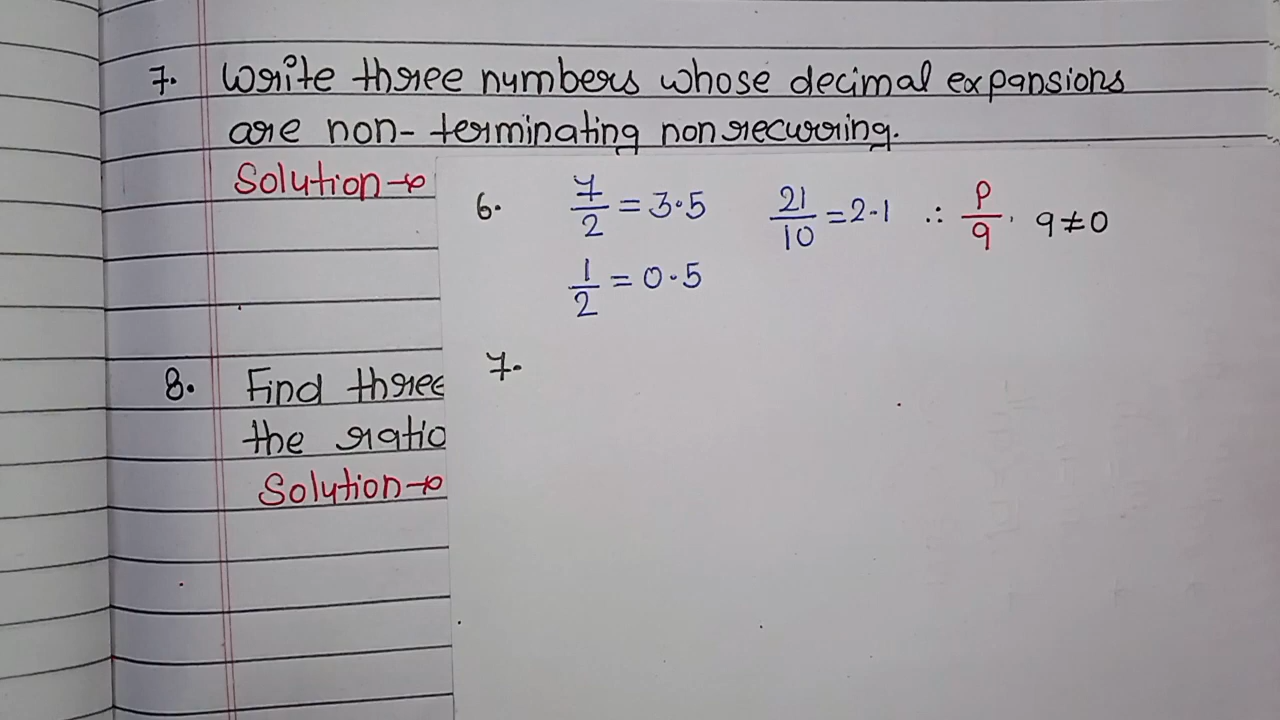 7. Write three numbers whose decimal expansions
are non-terminating non recurring.
Solution→
6. 7/2 = 3.5 21/10 = 2.1 ∴ p/q, q≠0
1/2 = 0.5
7.
8. Find three
the ratio
Solution→